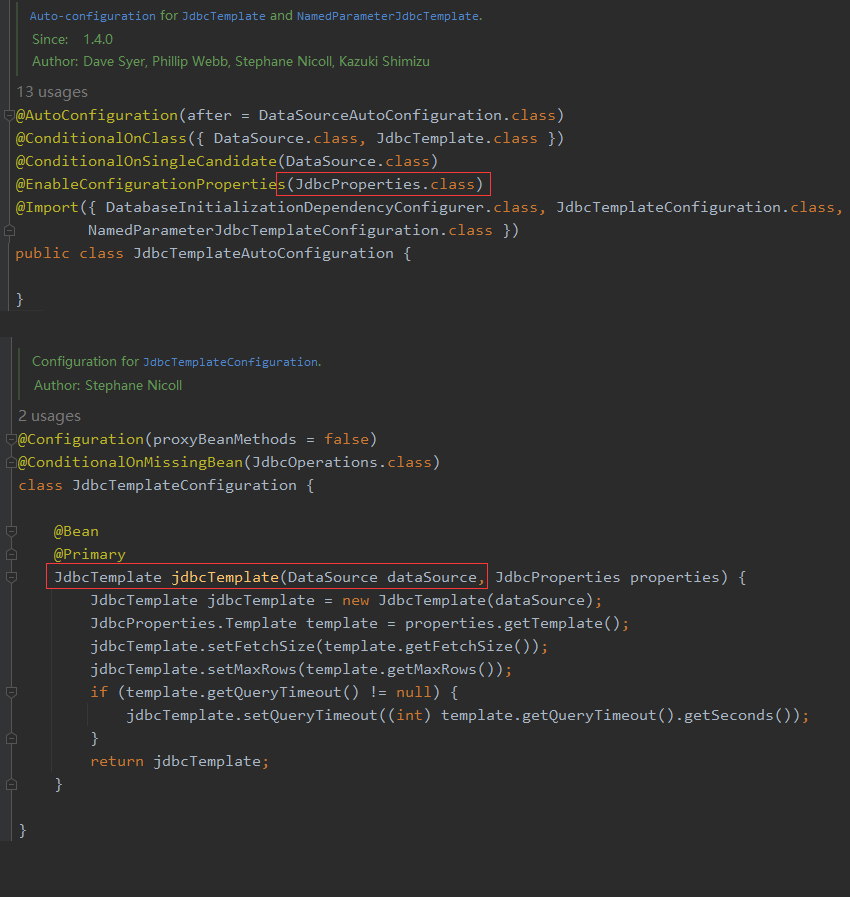 Auto-configuration for JdbcTemplate and NamedParameterJdbcTemplate.
Since: 1.4.0
Author: Dave Syer, Phillip Webb, Stephane Nicoll, Kazuki Shimizu
13 usages
@AutoConfiguration(after = DataSourceAutoConfiguration.class)
@ConditionalOnClass({ DataSource.class, JdbcTemplate.class })
@ConditionalOnSingleCandidate(DataSource.class)
@EnableConfigurationProperties(JdbcProperties.class)
@Import({ DatabaseInitializationDependencyConfigurer.class, JdbcTemplateConfiguration.class,
        NamedParameterJdbcTemplateConfiguration.class })
public class JdbcTemplateAutoConfiguration {
}
Configuration for JdbcTemplateConfiguration.
Author: Stephane Nicoll
2 usages
@Configuration(proxyBeanMethods = false)
@ConditionalOnMissingBean(JdbcOperations.class)
class JdbcTemplateConfiguration {
    @Bean
    @Primary
    JdbcTemplate jdbcTemplate(DataSource dataSource, JdbcProperties properties) {
        JdbcTemplate jdbcTemplate = new JdbcTemplate(dataSource);
        JdbcProperties.Template template = properties.getTemplate();
        jdbcTemplate.setFetchSize(template.getFetchSize());
        jdbcTemplate.setMaxRows(template.getMaxRows());
        if (template.getQueryTimeout() != null) {
            jdbcTemplate.setQueryTimeout((int) template.getQueryTimeout().getSeconds());
        }
        return jdbcTemplate;
    }
}